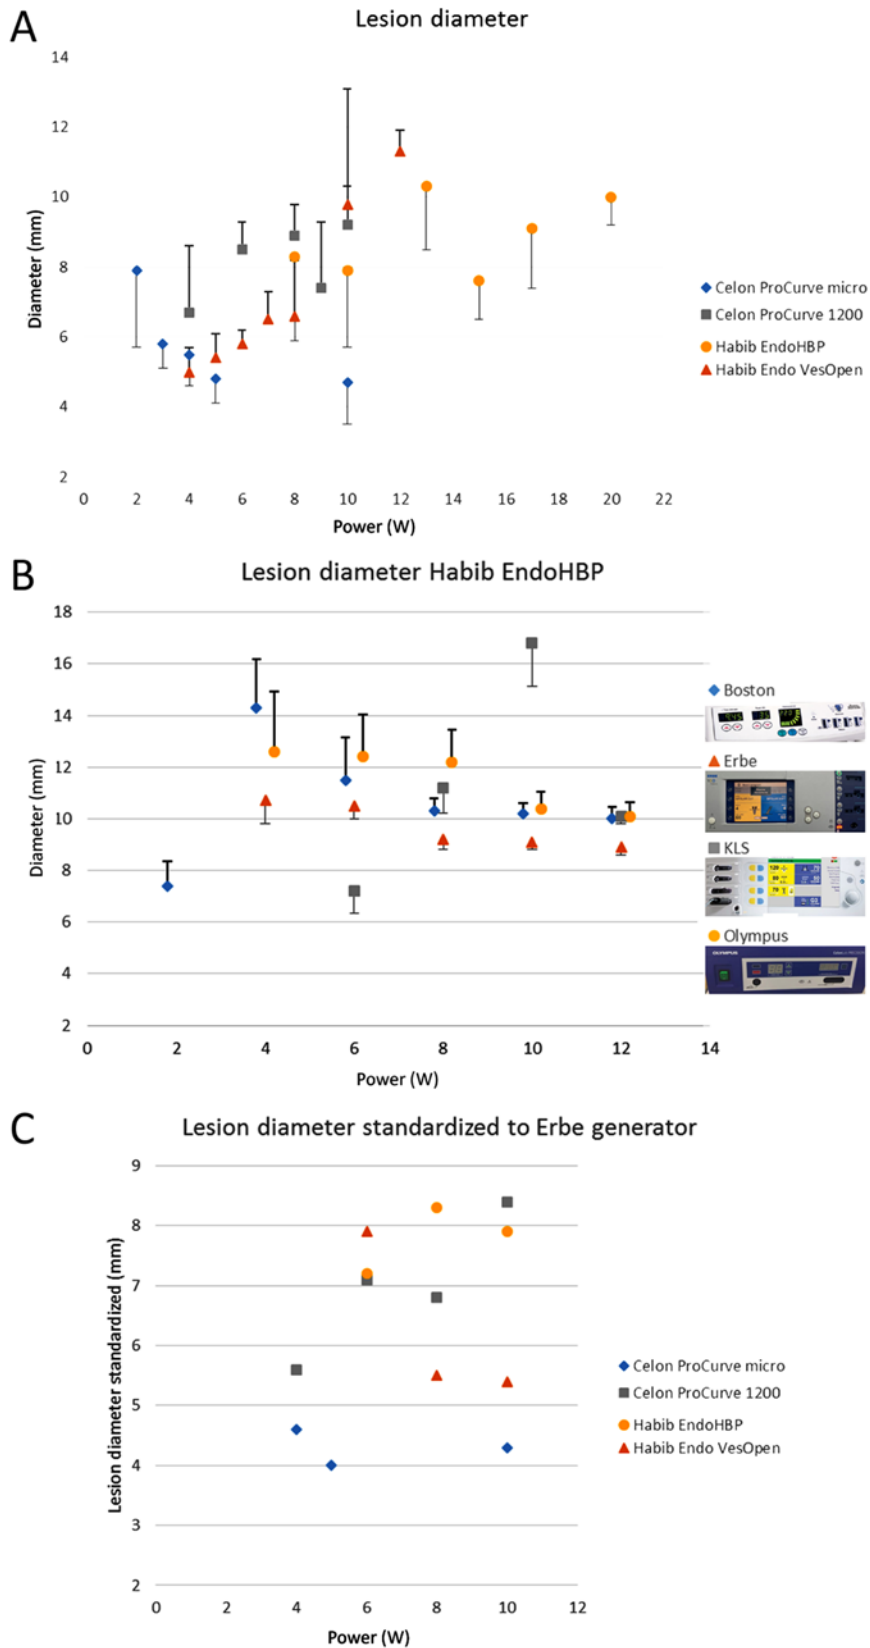 A
Lesion diameter
14
12
10
8
6
4
2
0 2 4 6 8 10 12 14 16 18 20 22
Diameter (mm)
Power (W)
Celon ProCurve micro
Celon ProCurve 1200
Habib EndoHBP
Habib Endo VesOpen
B
Lesion diameter Habib EndoHBP
18
16
14
12
10
8
6
4
2
0 2 4 6 8 10 12 14
Diameter (mm)
Power (W)
Boston
Erbe
KLS
Olympus
OLYMPUS
C
Lesion diameter standardized to Erbe generator
9
8
7
6
5
4
3
2
0 2 4 6 8 10 12
Lesion diameter standardized (mm)
Power (W)
Celon ProCurve micro
Celon ProCurve 1200
Habib EndoHBP
Habib Endo VesOpen